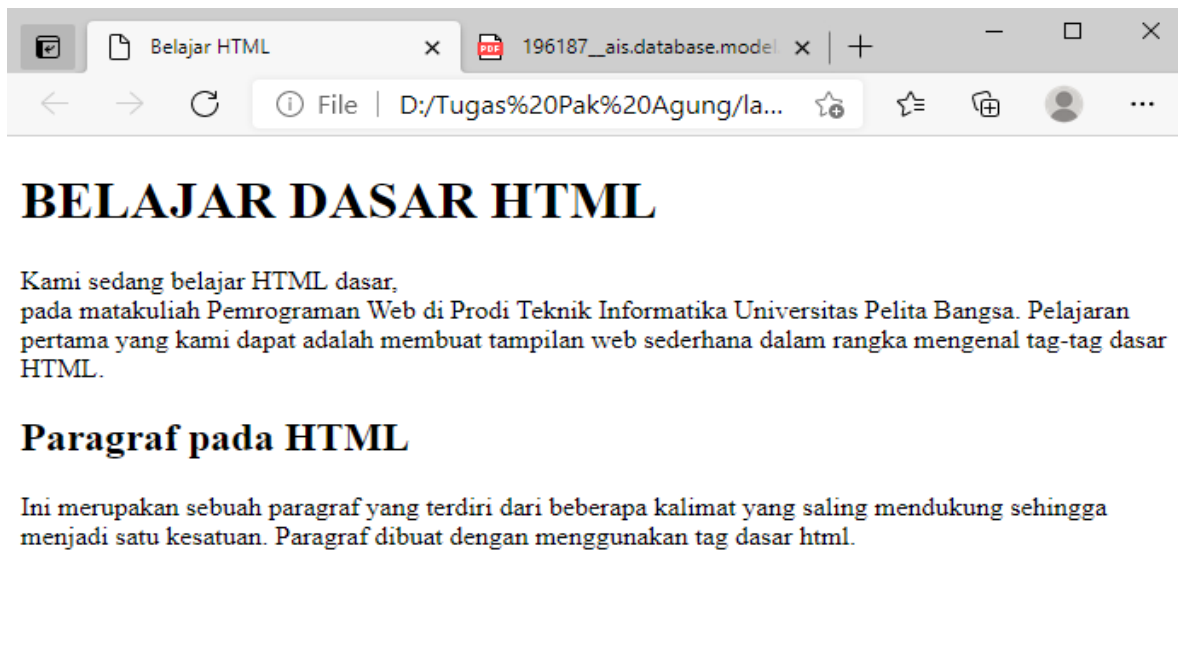 Belajar HTML
PDF
196187__ais.database.model
File
D:/Tugas%20Pak%20Agung/la...
BELAJAR DASAR HTML
Kami sedang belajar HTML dasar,
pada matakuliah Pemrograman Web di Prodi Teknik Informatika Universitas Pelita Bangsa. Pelajaran
pertama yang kami dapat adalah membuat tampilan web sederhana dalam rangka mengenal tag-tag dasar
HTML.
Paragraf pada HTML
Ini merupakan sebuah paragraf yang terdiri dari beberapa kalimat yang saling mendukung sehingga
menjadi satu kesatuan. Paragraf dibuat dengan menggunakan tag dasar html.